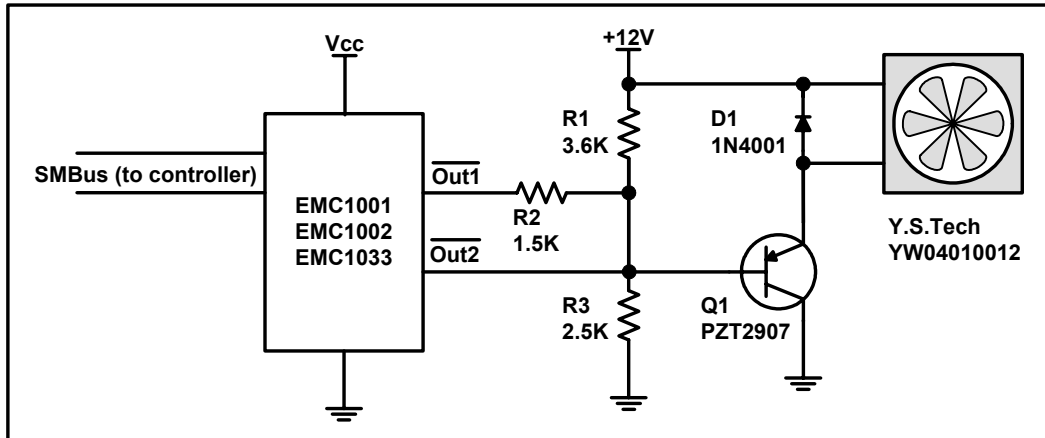 Vcc
+12V
SMBus (to controller)
EMC1001
EMC1002
EMC1033
Out1
Out2
R2
1.5K
R1
3.6K
R3
2.5K
D1
1N4001
Q1
PZT2907
Y.S.Tech
YW04010012